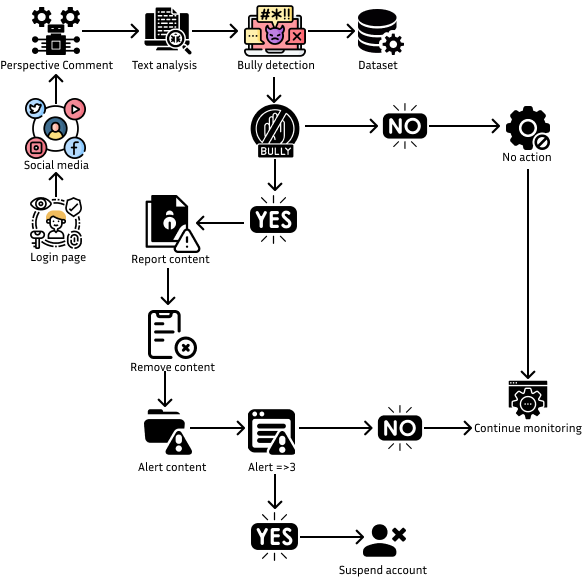 #*!!
Perspective Comment
Text analysis
Bully detection
Dataset
BULLY
NO
No action
Social media
YES
Login page
Report content
Remove content
NO
Continue monitoring
Alert content
Alert =>3
YES
Suspend account